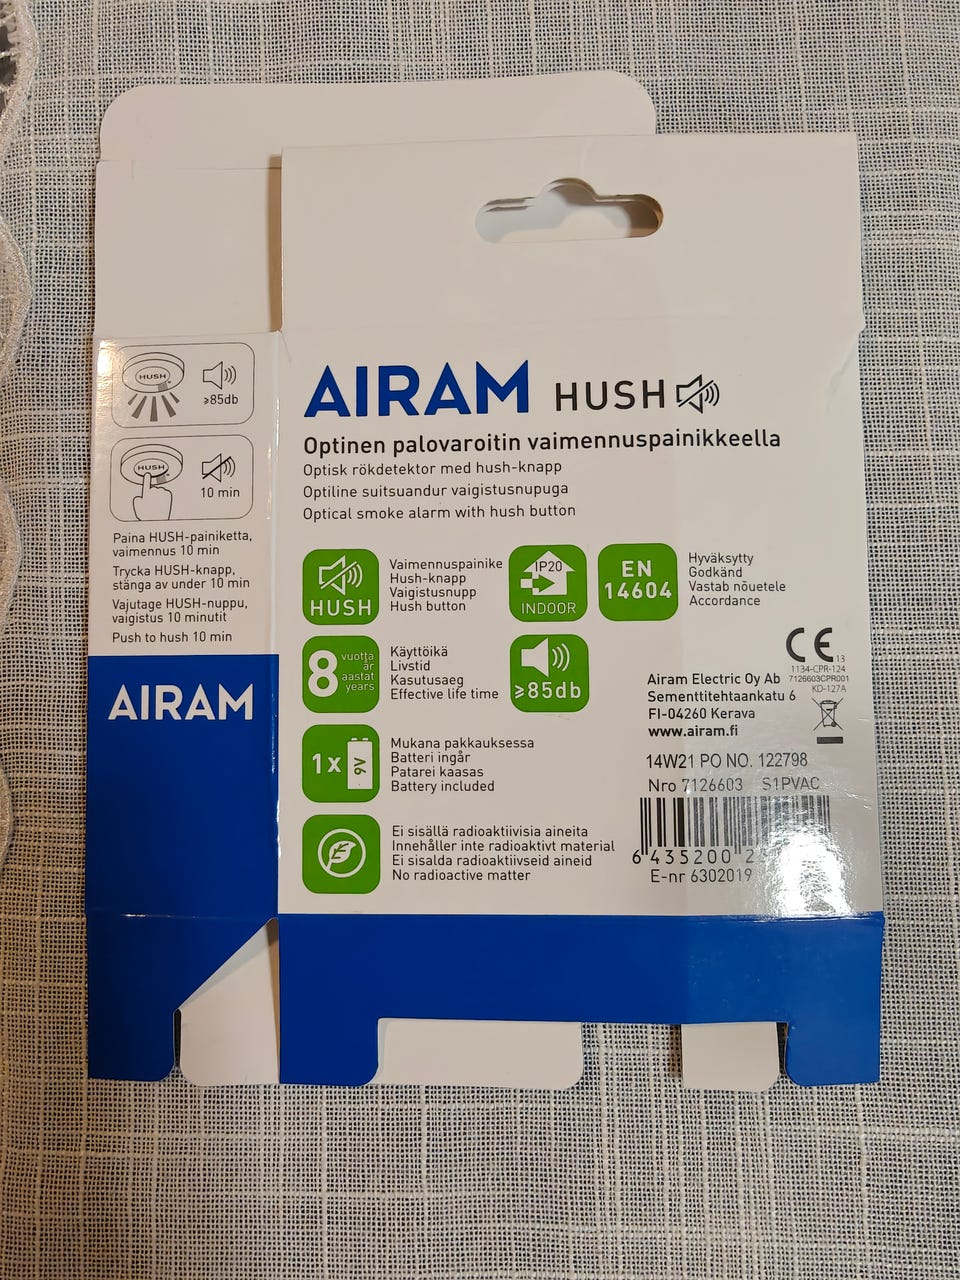 HUSH
≥85db
HUSH
10 min
Paina HUSH-painiketta,
vaimennus 10 min
Trycka HUSH-knapp,
stänga av under 10 min
Vajutage HUSH-nuppu,
vaigistus 10 minutit
Push to hush 10 min
AIRAM
AIRAM HUSH
Optinen palovaroitin vaimennuspainikkeella
Optisk rökdetektor med hush-knapp
Optiline suitsuandur vaigistusnupuga
Optical smoke alarm with hush button
HUSH
Vaimennuspainike
Hush-knapp
Vaigistusnupp
Hush button
IP20
INDOOR
EN
14604
Hyväksytty
Godkänd
Vastab nõuetele
Accordance
8 vuotta
år
aastat
years
Käyttöikä
Livstid
Kasutusaeg
Effective life time
≥85db
1x 9V
Mukana pakkauksessa
Batteri ingår
Patarei kaasas
Battery included
Ei sisällä radioaktiivisia aineita
Innehåller inte radioaktivt material
Ei sisalda radioaktiivseid aineid
No radioactive matter
CE 13
1134-CPR-124
7126603CPR001
KD-127A
Airam Electric Oy Ab
Sementtitehtaankatu 6
FI-04260 Kerava
www.airam.fi
14W21 PO NO. 122798
Nro 7126603 S1PVAC
6 435200 2
E-nr 6302019